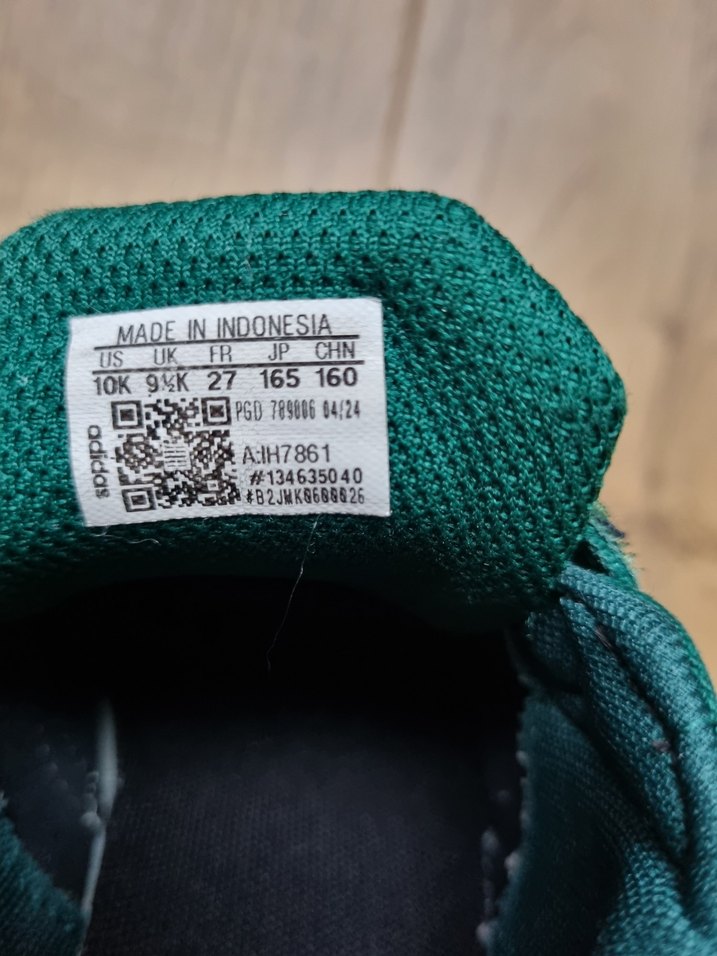 MADE IN INDONESIA
US UK FR JP CHN
10K 9½K 27 165 160
PGD 789006 04/24
adidas
A:IH7861
#134635040
#B2JMK0600026